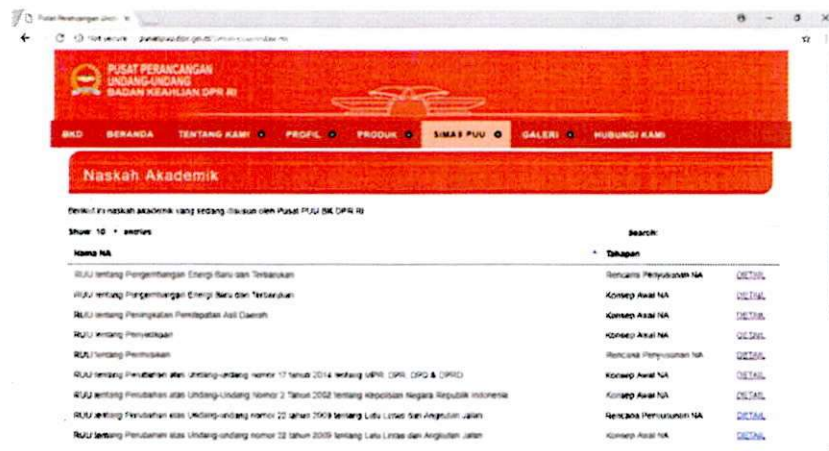 Not secure
PUSAT PERANCANGAN
UNDANG-UNDANG
BADAN KEAHLIAN DPR RI
BKD BERANDA TENTANG KAMI PROFIL PRODUK SIMAS PUU GALERI HUBUNGI KAMI
Naskah Akademik
Berikut ini naskah akademik yang sedang disusun oleh Pusat PUU BK DPR RI
Show 10 entries Search:
Nama NA Tahapan
RUU tentang Pengembangan Energi Baru dan Terbarukan Rencana Penyusunan NA DETAIL
RUU tentang Pengembangan Energi Baru dan Terbarukan Konsep Awal NA DETAIL
RUU tentang Peningkatan Pendapatan Asli Daerah Konsep Awal NA DETAIL
RUU tentang Penyadapan Konsep Awal NA DETAIL
RUU tentang Permusikan Rencana Penyusunan NA DETAIL
RUU tentang Perubahan atas Undang-undang nomor 17 tahun 2014 tentang MPR, DPR, DPD & DPRD Konsep Awal NA DETAIL
RUU tentang Perubahan atas Undang-Undang Nomor 2 Tahun 2002 tentang Kepolisian Negara Republik Indonesia Konsep Awal NA DETAIL
RUU tentang Perubahan atas Undang-undang nomor 22 tahun 2009 tentang Lalu Lintas dan Angkutan Jalan Rencana Penyusunan NA DETAIL
RUU tentang Perubahan atas Undang-undang nomor 22 tahun 2009 tentang Lalu Lintas dan Angkutan Jalan Konsep Awal NA DETAIL